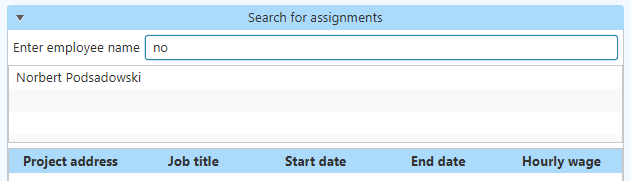 Search for assignments
Enter employee name no
Norbert Podsadowski
Project address Job title Start date End date Hourly wage